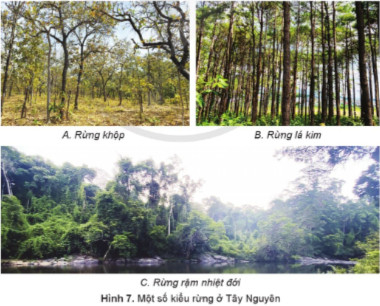 A. Rừng khộp
B. Rừng lá kim
C. Rừng rậm nhiệt đới
Hình 7. Một số kiểu rừng ở Tây Nguyên